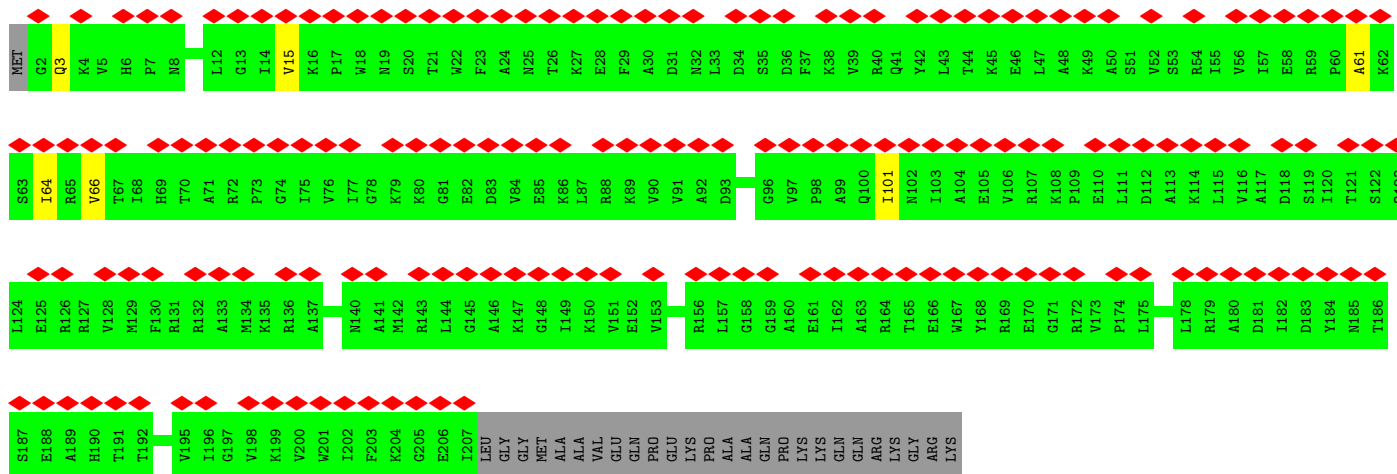 MET G2 Q3 K4 V5 H6 P7 N8 L12 G13 I14 V15 K16 P17 W18 N19 S20 T21 W22 F23 A24 N25 T26 K27 E28 F29 A30 D31 N32 L33 D34 S35 D36 F37 K38 V39 R40 Q41 Y42 L43 T44 K45 E46 L47 A48 K49 A50 S51 V52 S53 R54 I55 V56 I57 E58 R59 P60 A61 K62
S63 I64 R65 V66 T67 I68 H69 T70 A71 R72 P73 G74 I75 V76 I77 G78 K79 K80 G81 E82 D83 V84 E85 K86 L87 R88 K89 V90 V91 A92 D93 G96 V97 P98 A99 Q100 I101 N102 I103 A104 E105 V106 R107 K108 P109 E110 L111 D112 A113 K114 L115 V116 A117 D118 S119 I120 T121 S122
L124 E125 R126 R127 V128 M129 F130 R131 R132 A133 M134 K135 R136 A137 N140 A141 M142 R143 L144 G145 A146 K147 G148 I149 K150 V151 E152 V153 R156 L157 G158 G159 A160 E161 I162 A163 R164 T165 E166 W167 Y168 R169 E170 G171 R172 V173 P174 L175 L178 R179 A180 D181 I182 D183 Y184 N185 T186
S187 E188 A189 H190 T191 T192 V195 I196 G197 V198 K199 V200 W201 I202 F203 K204 G205 E206 I207 LEU GLY GLY MET ALA ALA VAL GLU GLN PRO GLU LYS PRO ALA ALA GLN PRO LYS LYS GLN GLN ARG LYS GLY ARG LYS